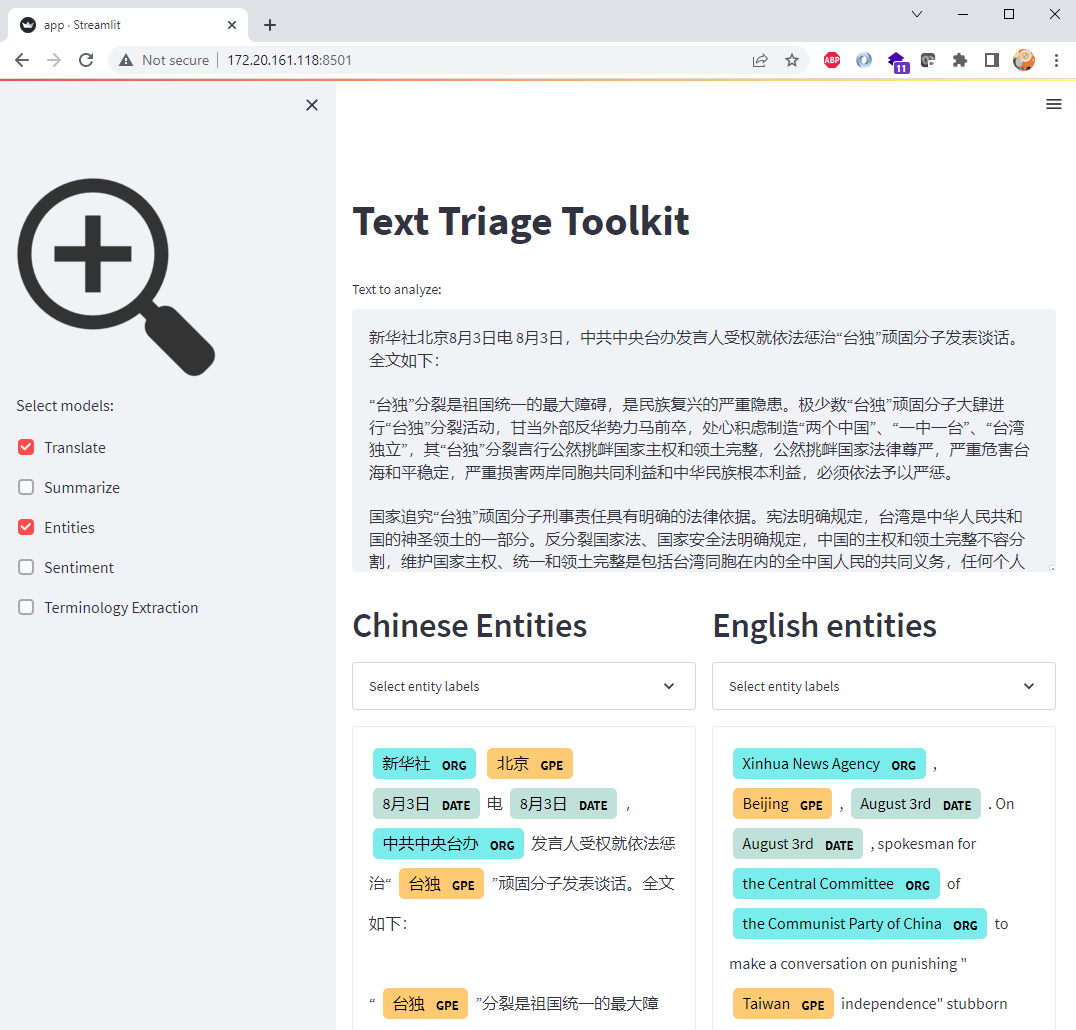 app · Streamlit
Not secure
172.20.161.118:8501
ABP
11
Text Triage Toolkit
Text to analyze:
新华社北京8月3日电 8月3日，中共中央台办发言人受权就依法惩治“台独”顽固分子发表谈话。
全文如下：
“台独”分裂是祖国统一的最大障碍，是民族复兴的严重隐患。极少数“台独”顽固分子大肆进
行“台独”分裂活动，甘当外部反华势力马前卒，处心积虑制造“两个中国”、“一中一台”、“台湾
独立”，其“台独”分裂言行公然挑衅国家主权和领土完整，公然挑衅国家法律尊严，严重危害台
海和平稳定，严重损害两岸同胞共同利益和中华民族根本利益，必须依法予以严惩。
国家追究“台独”顽固分子刑事责任具有明确的法律依据。宪法明确规定，台湾是中华人民共和
国的神圣领土的一部分。反分裂国家法、国家安全法明确规定，中国的主权和领土完整不容分
割，维护国家主权、统一和领土完整是包括台湾同胞在内的全中国人民的共同义务，任何个人
Select models:
Translate
Summarize
Entities
Sentiment
Terminology Extraction
Chinese Entities
Select entity labels
新华社 ORG 北京 GPE
8月3日 DATE 电 8月3日 DATE ，
中共中央台办 ORG 发言人受权就依法惩
治“ 台独 GPE ”顽固分子发表谈话。全文
如下：
“ 台独 GPE ”分裂是祖国统一的最大障
English entities
Select entity labels
Xinhua News Agency ORG ,
Beijing GPE , August 3rd DATE . On
August 3rd DATE , spokesman for
the Central Committee ORG of
the Communist Party of China ORG to
make a conversation on punishing "
Taiwan GPE independence" stubborn